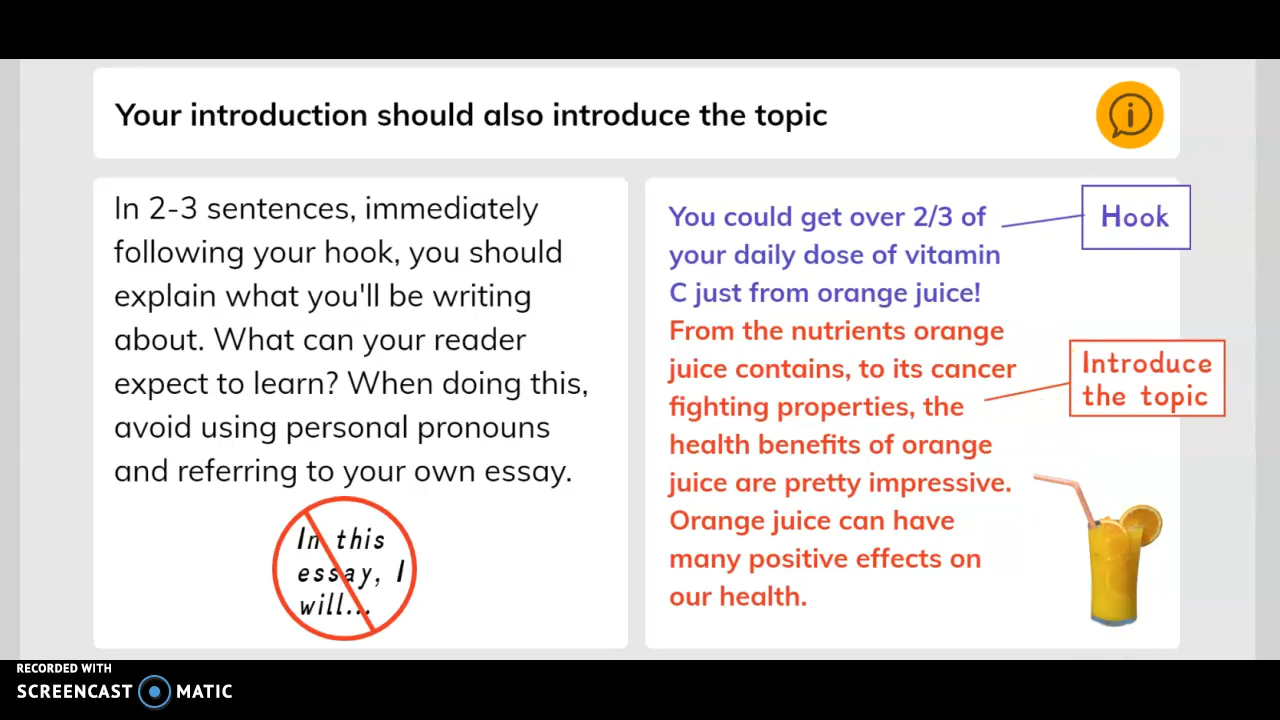 Your introduction should also introduce the topic
In 2-3 sentences, immediately
following your hook, you should
explain what you'll be writing
about. What can your reader
expect to learn? When doing this,
avoid using personal pronouns
and referring to your own essay.
In this
essay, I
will...
You could get over 2/3 of
your daily dose of vitamin
C just from orange juice!
From the nutrients orange
juice contains, to its cancer
fighting properties, the
health benefits of orange
juice are pretty impressive.
Orange juice can have
many positive effects on
our health.
Hook
Introduce
the topic
RECORDED WITH
SCREENCAST MATIC